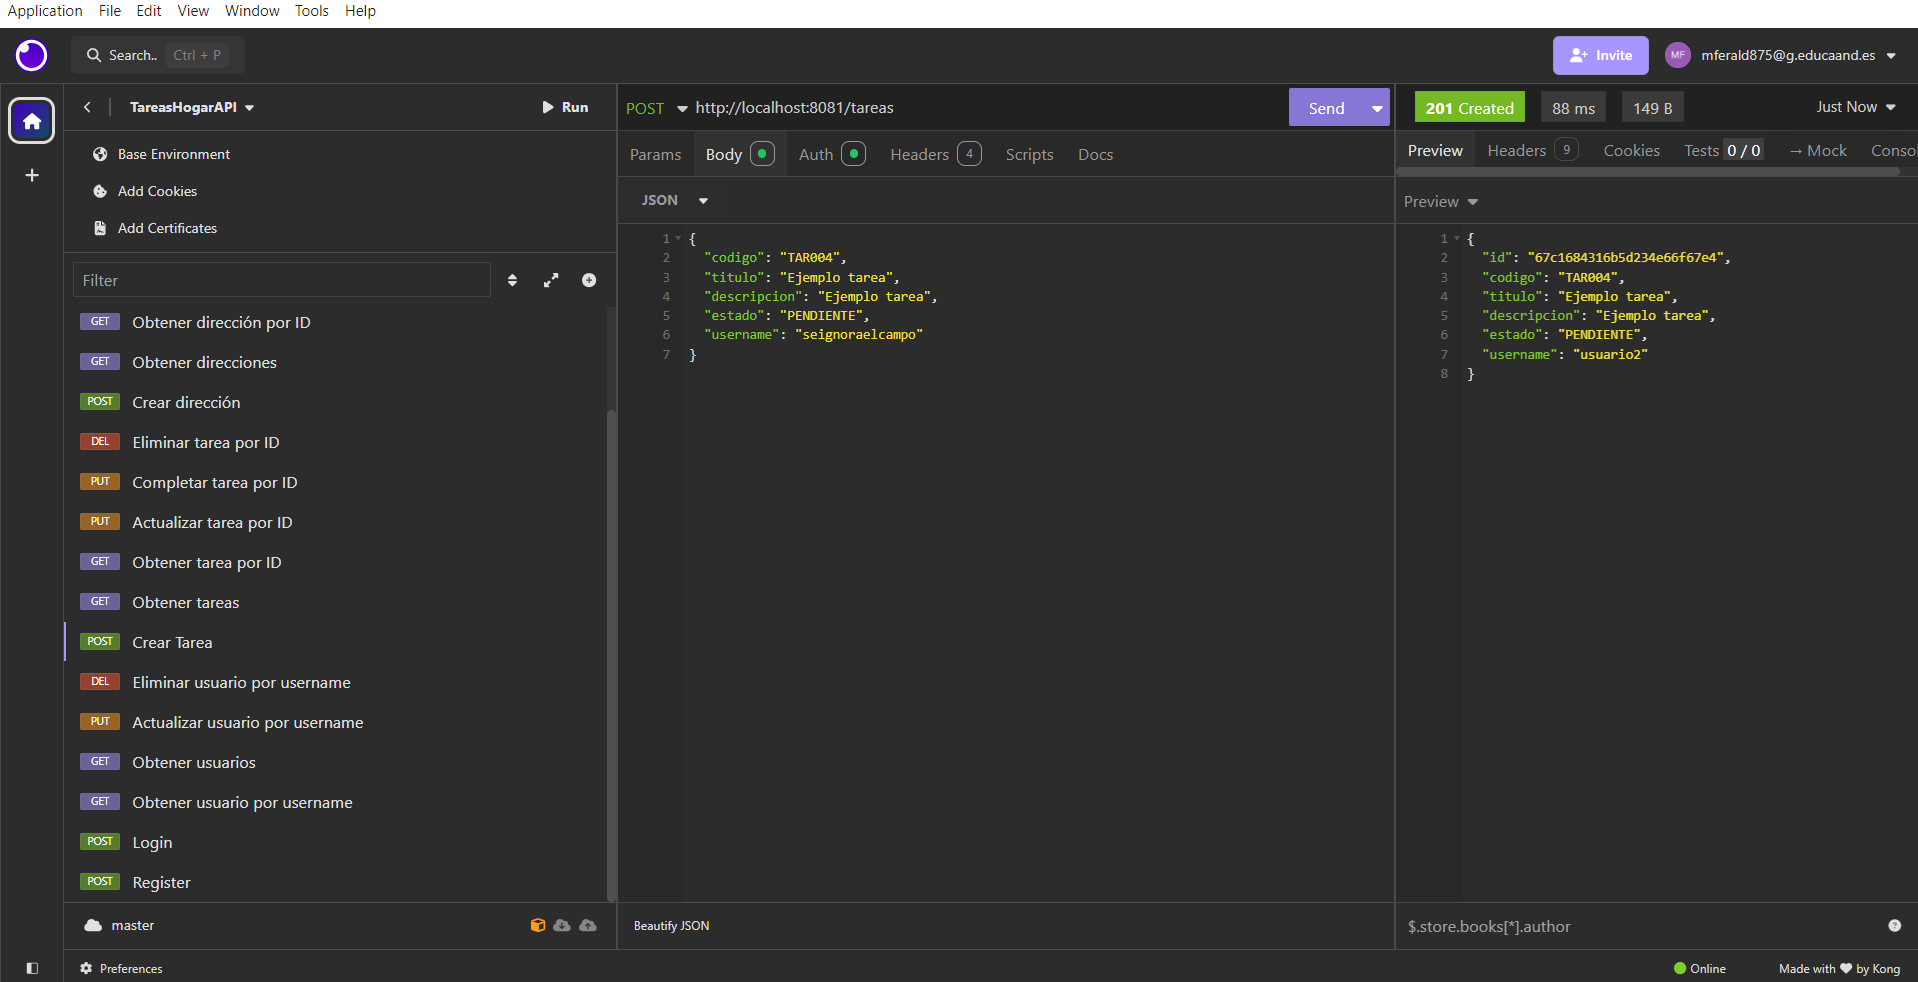 Application File Edit View Window Tools Help
Search.. Ctrl + P
Invite
MF mferald875@g.educaand.es
TareasHogarAPI
Run
Base Environment
Add Cookies
Add Certificates
Filter
GET Obtener dirección por ID
GET Obtener direcciones
POST Crear dirección
DEL Eliminar tarea por ID
PUT Completar tarea por ID
PUT Actualizar tarea por ID
GET Obtener tarea por ID
GET Obtener tareas
POST Crear Tarea
DEL Eliminar usuario por username
PUT Actualizar usuario por username
GET Obtener usuarios
GET Obtener usuario por username
POST Login
POST Register
master
Preferences
POST http://localhost:8081/tareas
Send
Params Body Auth Headers 4 Scripts Docs
JSON
1 {
2 "codigo": "TAR004",
3 "titulo": "Ejemplo tarea",
4 "descripcion": "Ejemplo tarea",
5 "estado": "PENDIENTE",
6 "username": "seignoraelcampo"
7 }
Beautify JSON
201 Created 88 ms 149 B Just Now
Preview Headers 9 Cookies Tests 0 / 0 → Mock Conso
Preview
1 {
2 "id": "67c1684316b5d234e66f67e4",
3 "codigo": "TAR004",
4 "titulo": "Ejemplo tarea",
5 "descripcion": "Ejemplo tarea",
6 "estado": "PENDIENTE",
7 "username": "usuario2"
8 }
$.store.books[*].author
Online
Made with ❤ by Kong